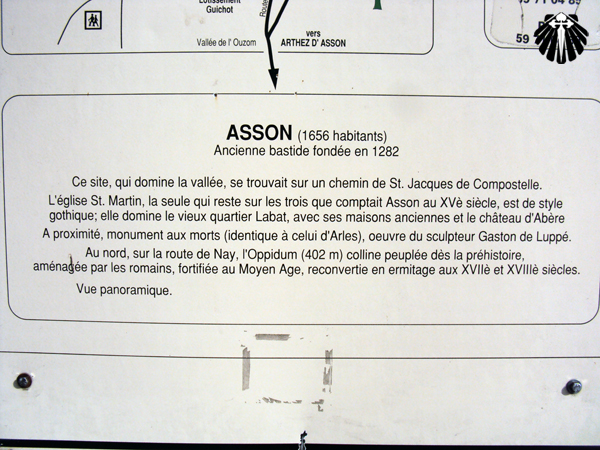 Lotissement
Guichot
Route
Vallée de l' Ouzom
vers
ARTHEZ D' ASSON
59
ASSON (1656 habitants)
Ancienne bastide fondée en 1282
Ce site, qui domine la vallée, se trouvait sur un chemin de St. Jacques de Compostelle.
L'église St. Martin, la seule qui reste sur les trois que comptait Asson au XVè siècle, est de style
gothique; elle domine le vieux quartier Labat, avec ses maisons anciennes et le château d'Abère
A proximité, monument aux morts (identique à celui d'Arles), oeuvre du sculpteur Gaston de Luppé.
Au nord, sur la route de Nay, l'Oppidum (402 m) colline peuplée dès la préhistoire,
aménagée par les romains, fortifiée au Moyen Age, reconvertie en ermitage aux XVIIè et XVIIIè siècles.
Vue panoramique.